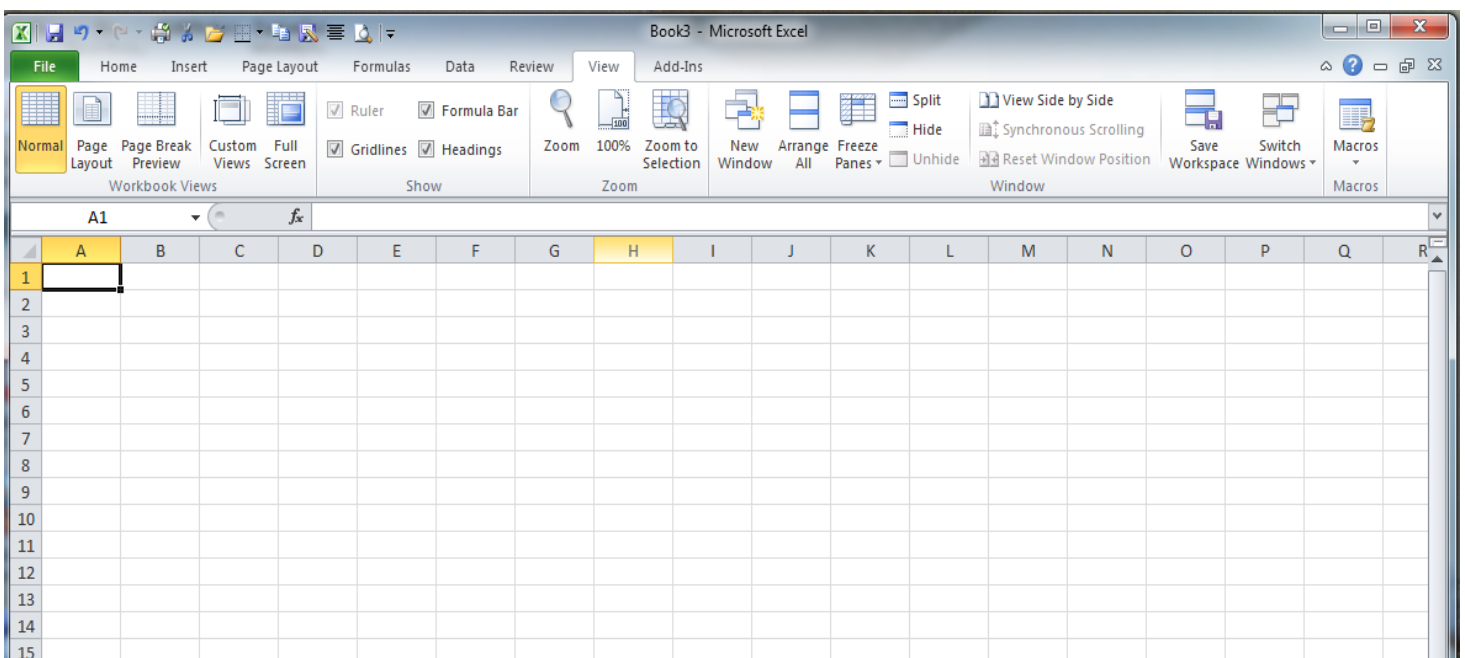 Book3 - Microsoft Excel
File Home Insert Page Layout Formulas Data Review View Add-Ins
Normal Page Layout Page Break Preview Custom Views Full Screen
Ruler Formula Bar
Gridlines Headings
Zoom 100% Zoom to Selection
New Window Arrange All Freeze Panes
Split
Hide
Unhide
View Side by Side
Synchronous Scrolling
Reset Window Position
Save Workspace Switch Windows
Macros
Workbook Views Show Zoom Window Macros
A1 fx
A B C D E F G H I J K L M N O P Q R
1
2
3
4
5
6
7
8
9
10
11
12
13
14
15